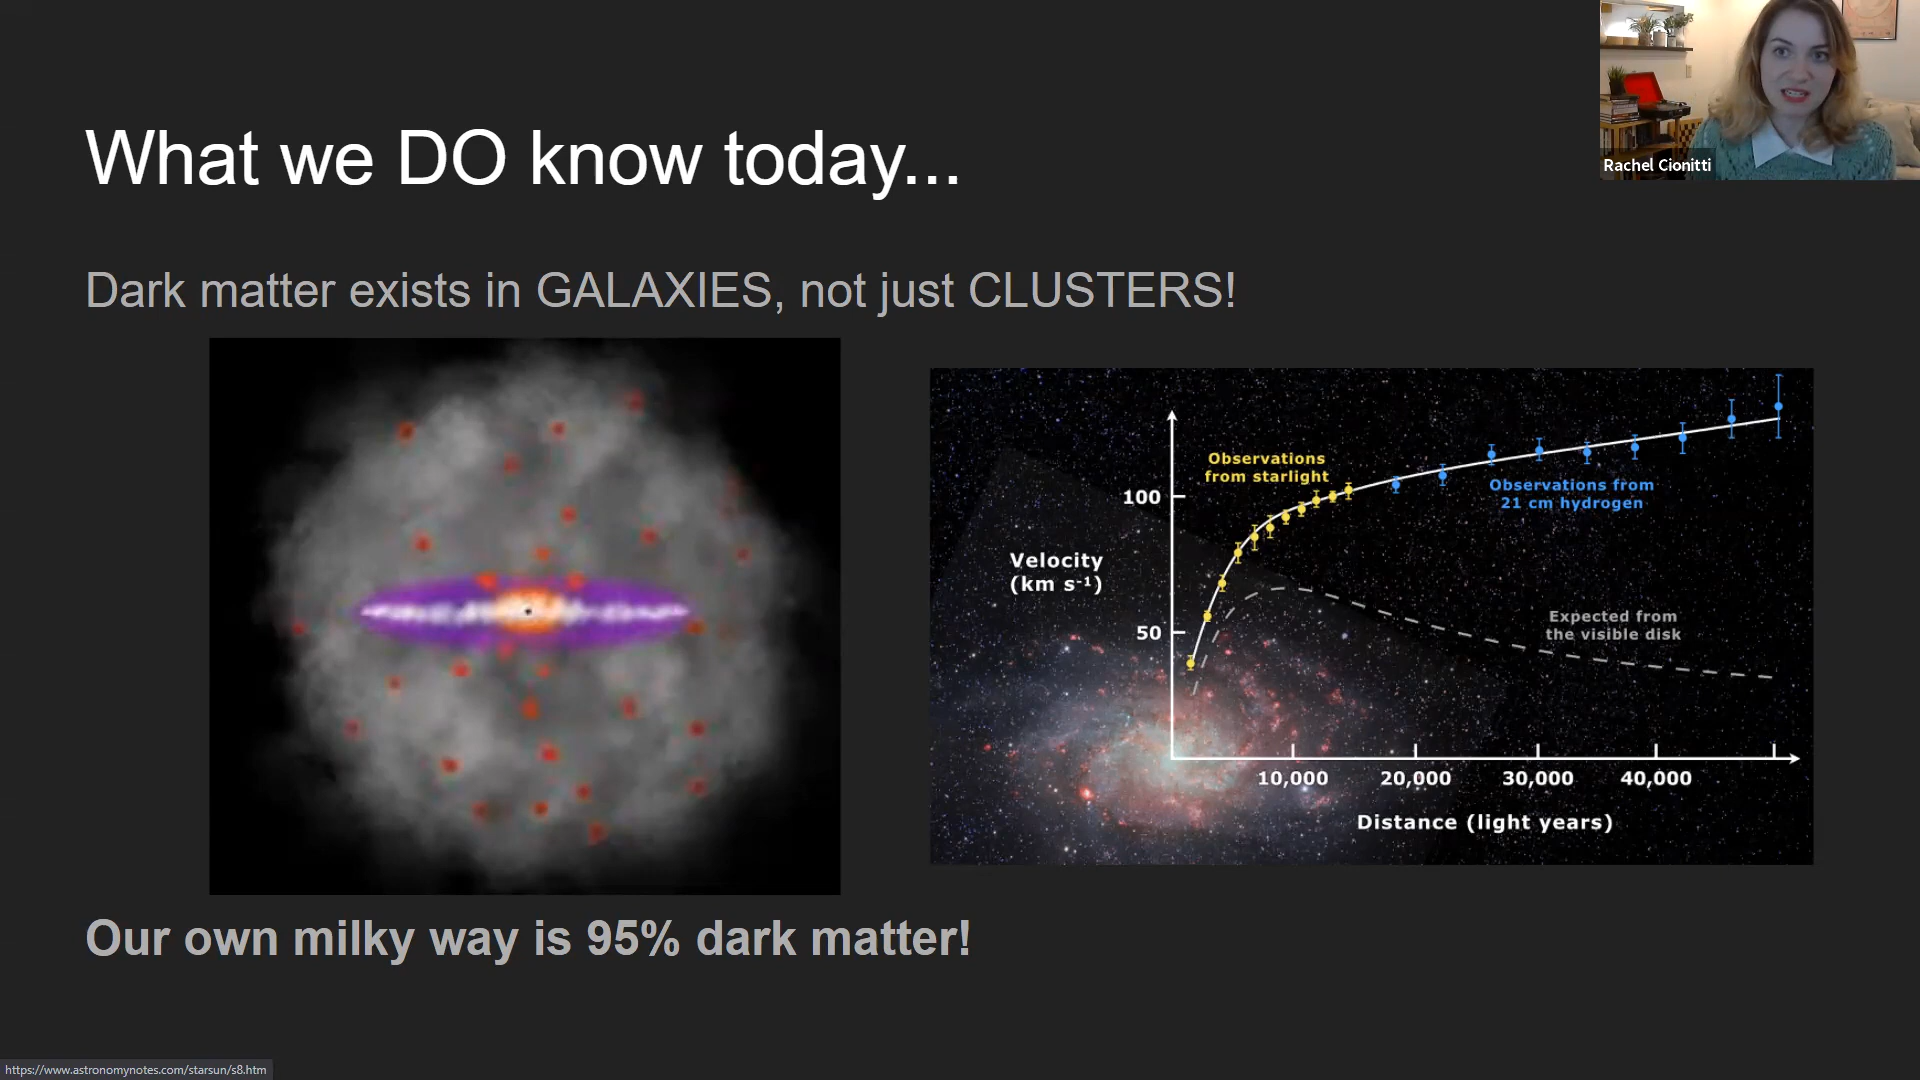 What we DO know today...
Rachel Cionitti
Dark matter exists in GALAXIES, not just CLUSTERS!
Observations
from starlight
Observations from
21 cm hydrogen
100
Velocity
(km s-1)
Expected from
the visible disk
50
10,000
20,000
30,000
40,000
Distance (light years)
Our own milky way is 95% dark matter!
https://www.astronomynotes.com/starsun/s8.htm